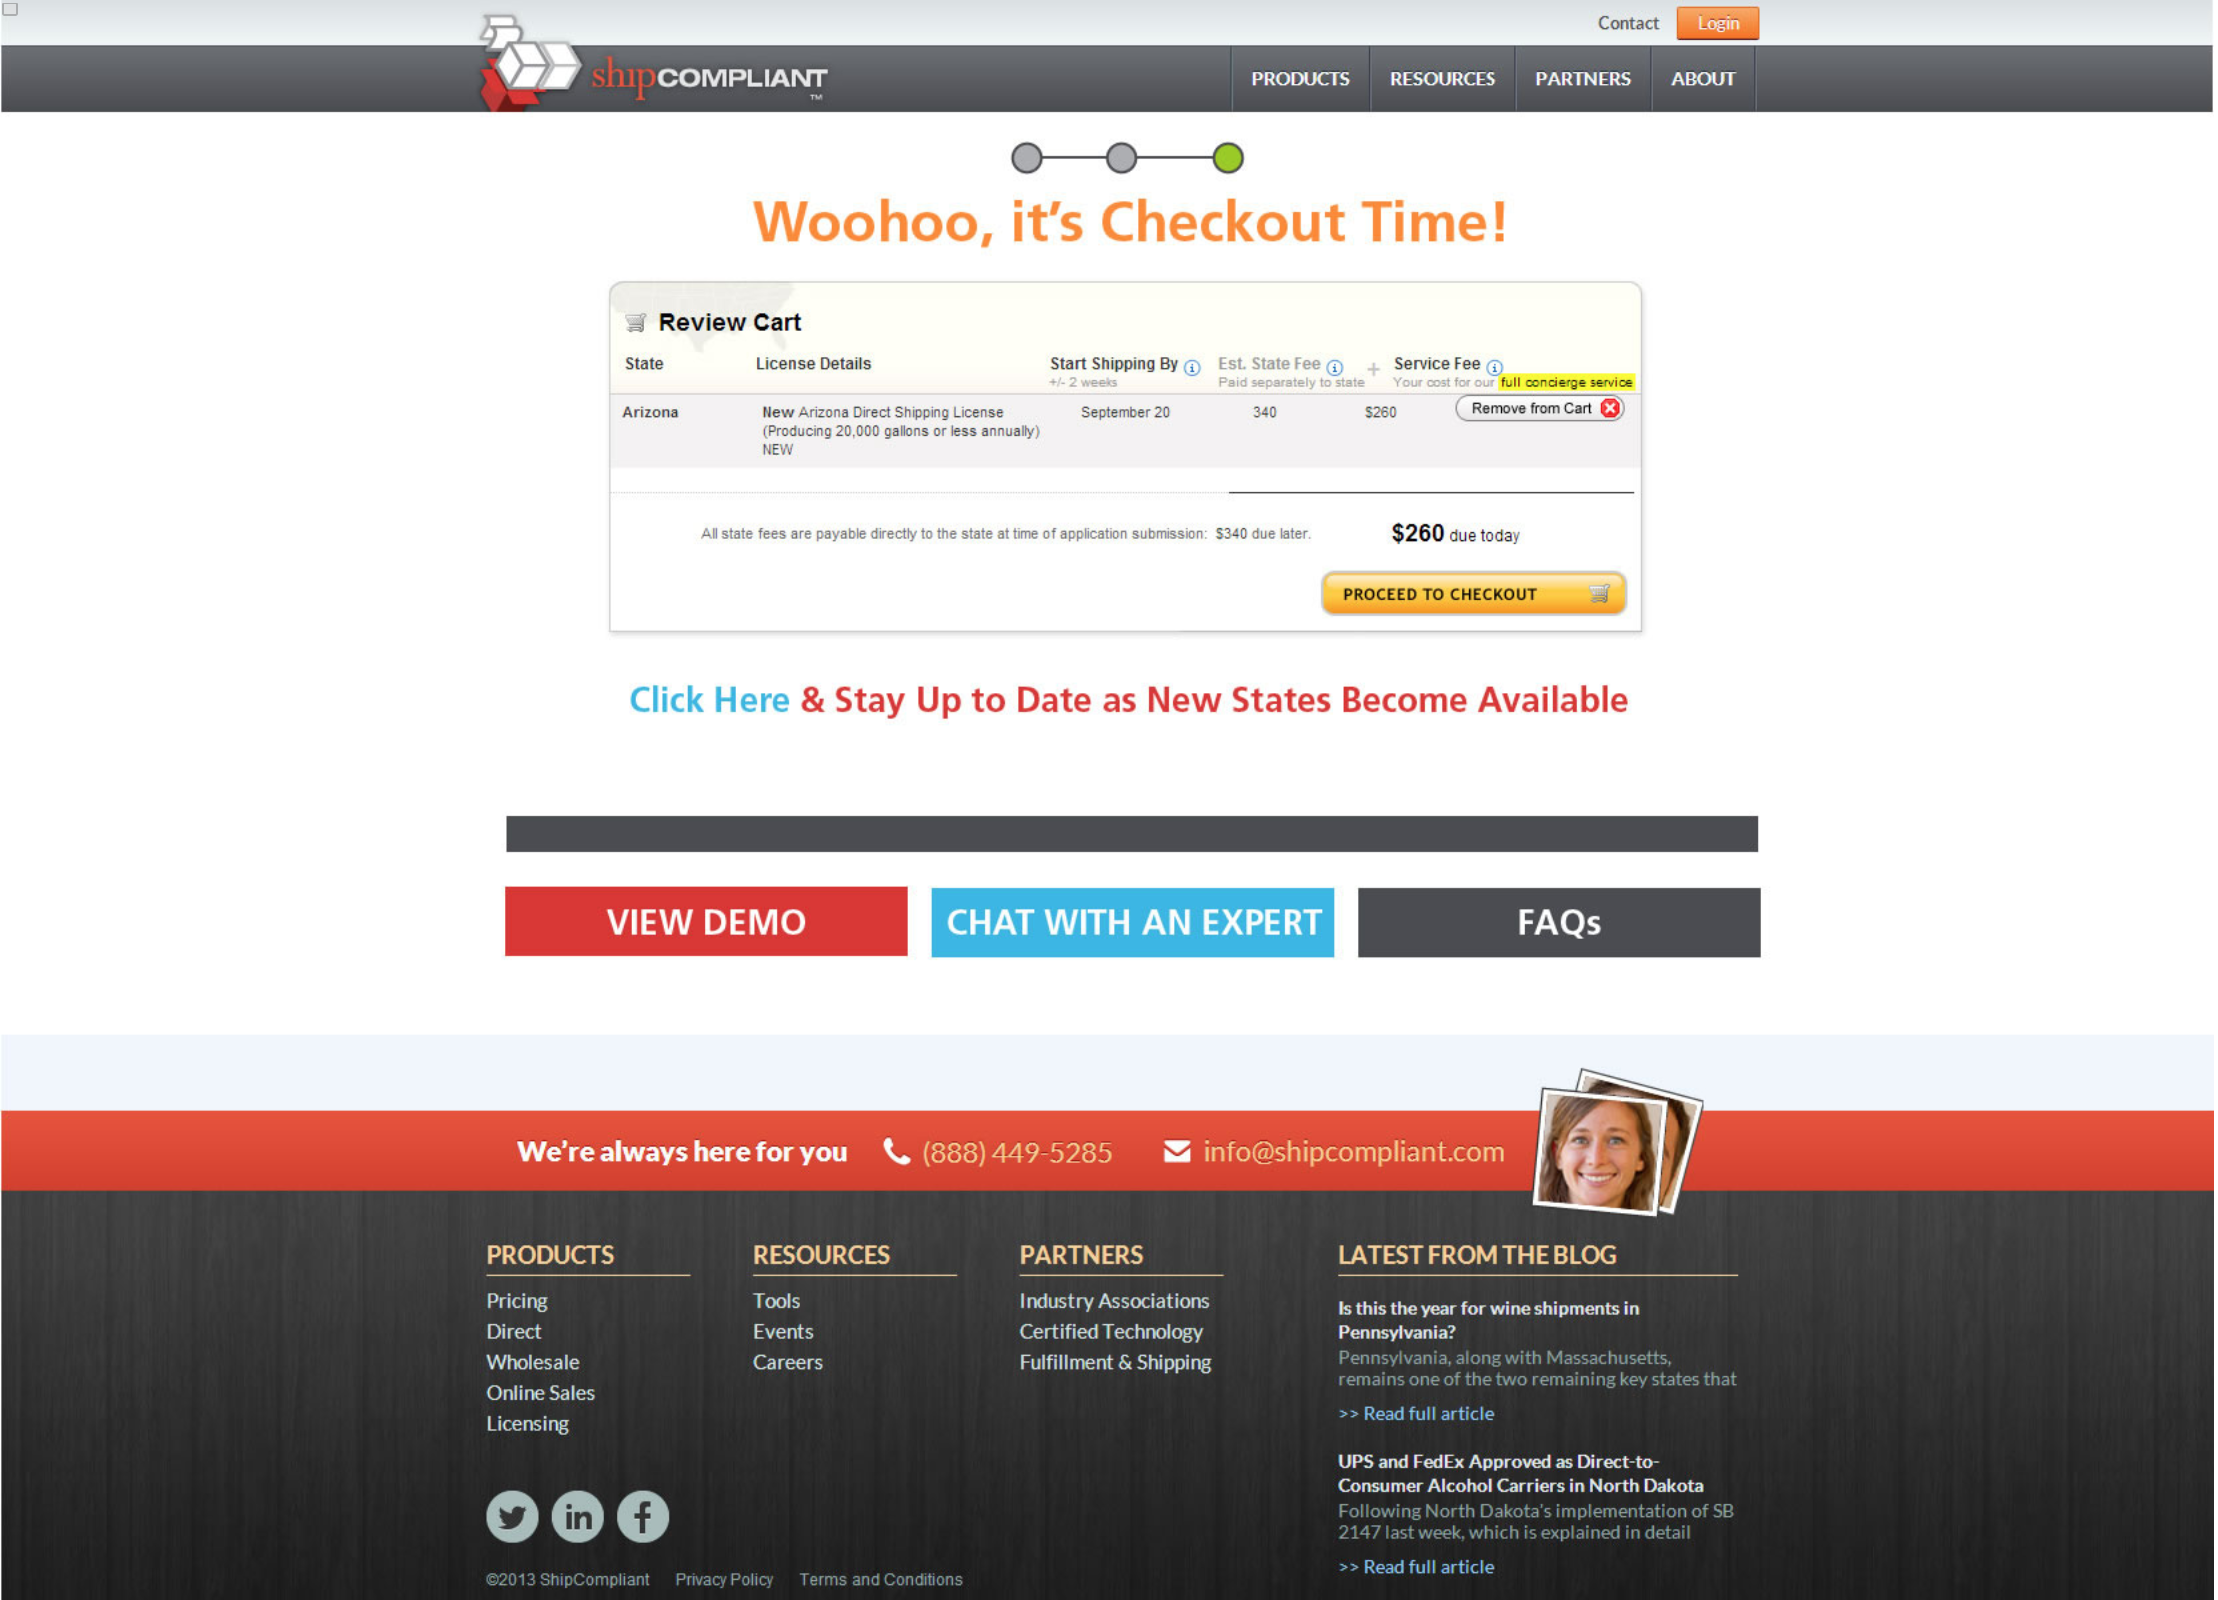 Contact Login
shipCOMPLIANT™
PRODUCTS RESOURCES PARTNERS ABOUT
Woohoo, it's Checkout Time!
Review Cart
State License Details Start Shipping By Est. State Fee + Service Fee
+/- 2 weeks Paid separately to state Your cost for our full concierge service
Arizona New Arizona Direct Shipping License September 20 340 $260 Remove from Cart
(Producing 20,000 gallons or less annually)
NEW
All state fees are payable directly to the state at time of application submission: $340 due later. $260 due today
PROCEED TO CHECKOUT
Click Here & Stay Up to Date as New States Become Available
VIEW DEMO CHAT WITH AN EXPERT FAQs
We're always here for you (888) 449-5285 info@shipcompliant.com
PRODUCTS
Pricing
Direct
Wholesale
Online Sales
Licensing
RESOURCES
Tools
Events
Careers
PARTNERS
Industry Associations
Certified Technology
Fulfillment & Shipping
LATEST FROM THE BLOG
Is this the year for wine shipments in
Pennsylvania?
Pennsylvania, along with Massachusetts,
remains one of the two remaining key states that
>> Read full article
UPS and FedEx Approved as Direct-to-
Consumer Alcohol Carriers in North Dakota
Following North Dakota's implementation of SB
2147 last week, which is explained in detail
>> Read full article
©2013 ShipCompliant Privacy Policy Terms and Conditions